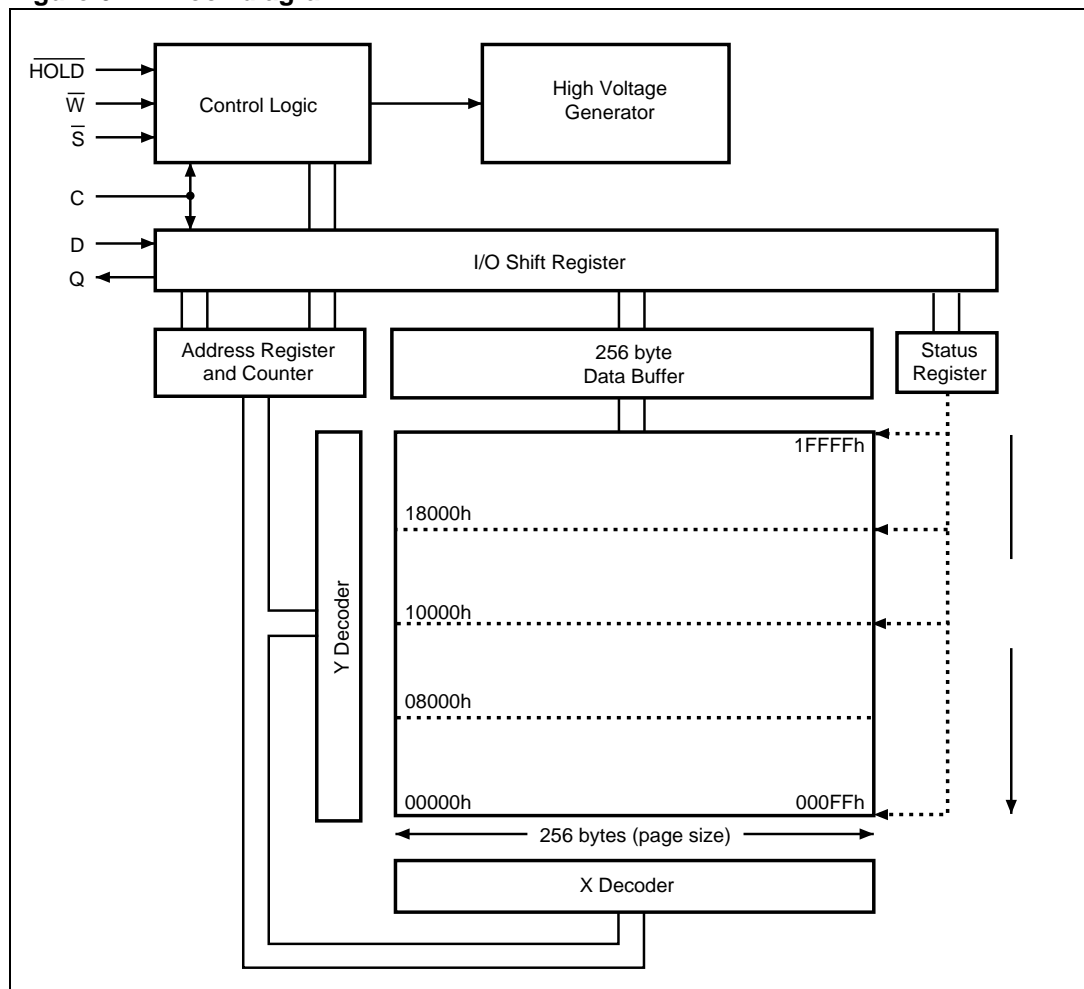 HOLD
W
S
C
D
Q
Control Logic
High Voltage
Generator
I/O Shift Register
Address Register
and Counter
256 byte
Data Buffer
Status
Register
Y Decoder
1FFFFh
18000h
10000h
08000h
00000h 000FFh
256 bytes (page size)
X Decoder